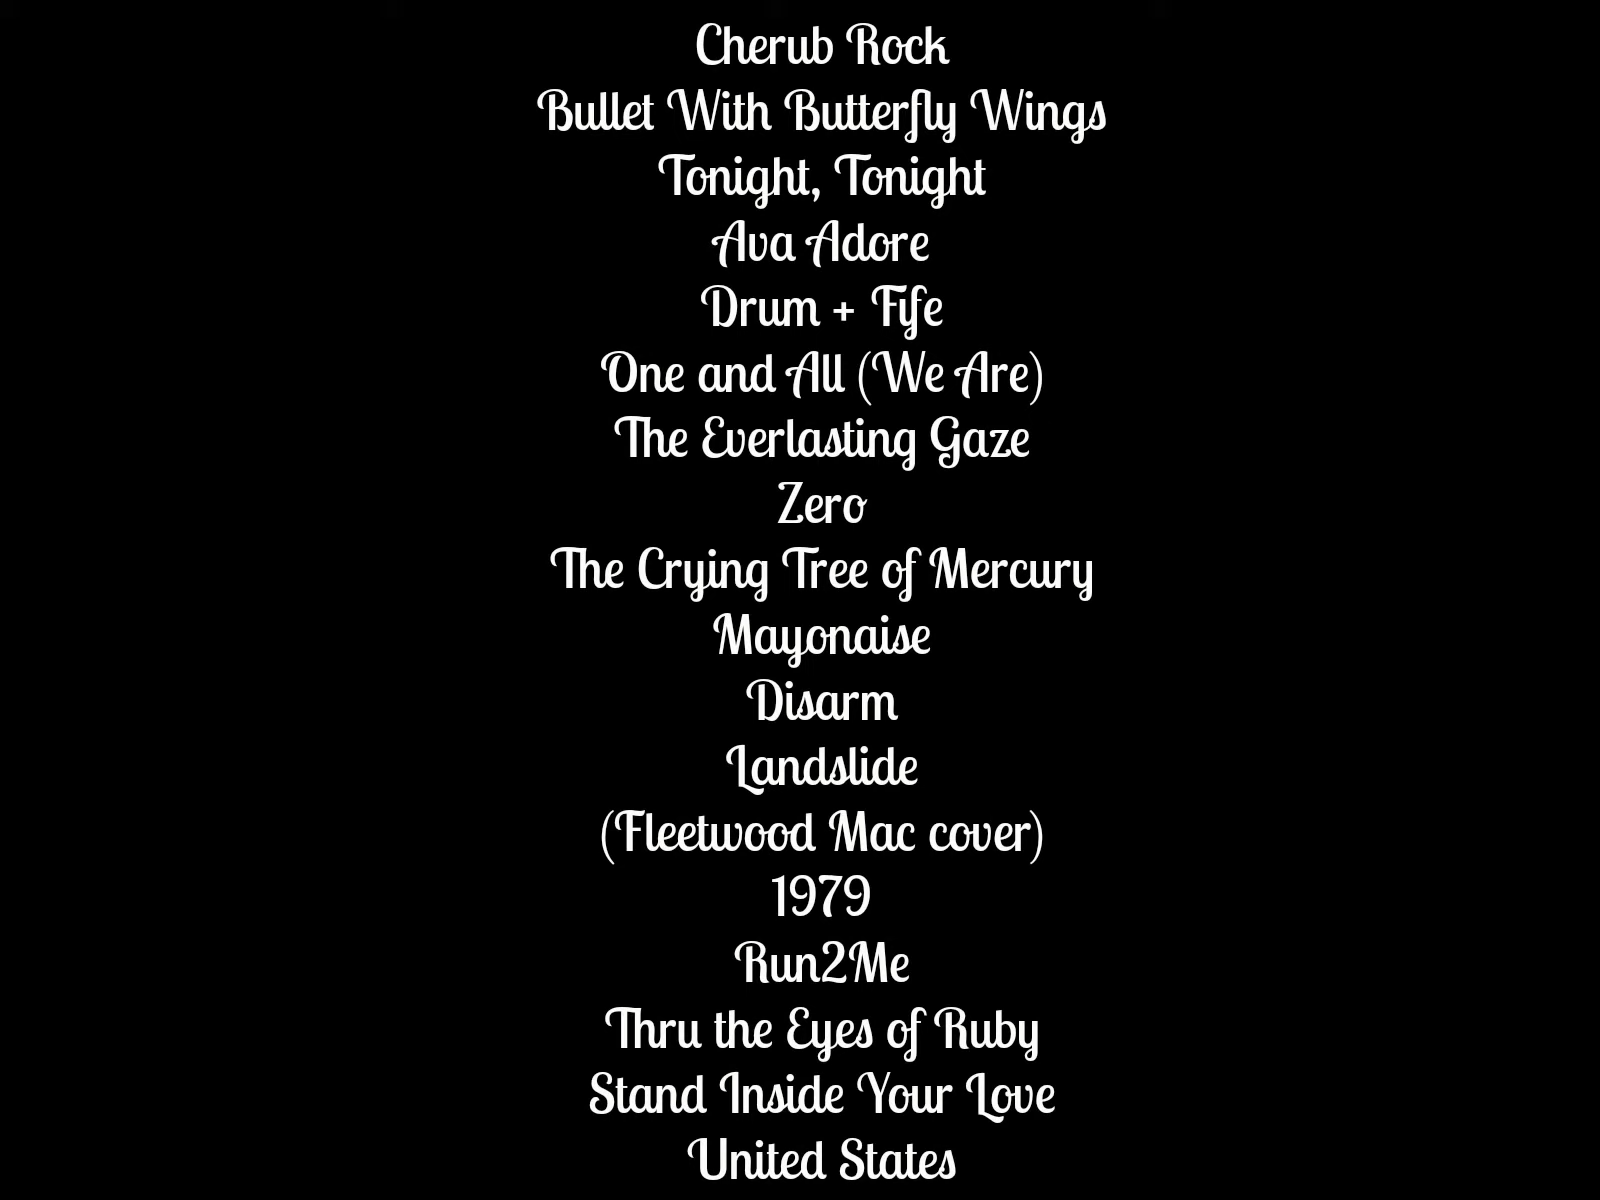 Cherub Rock
Bullet With Butterfly Wings
Tonight, Tonight
Ava Adore
Drum + Fife
One and All (We Are)
The Everlasting Gaze
Zero
The Crying Tree of Mercury
Mayonaise
Disarm
Landslide
(Fleetwood Mac cover)
1979
Run2Me
Thru the Eyes of Ruby
Stand Inside Your Love
United States